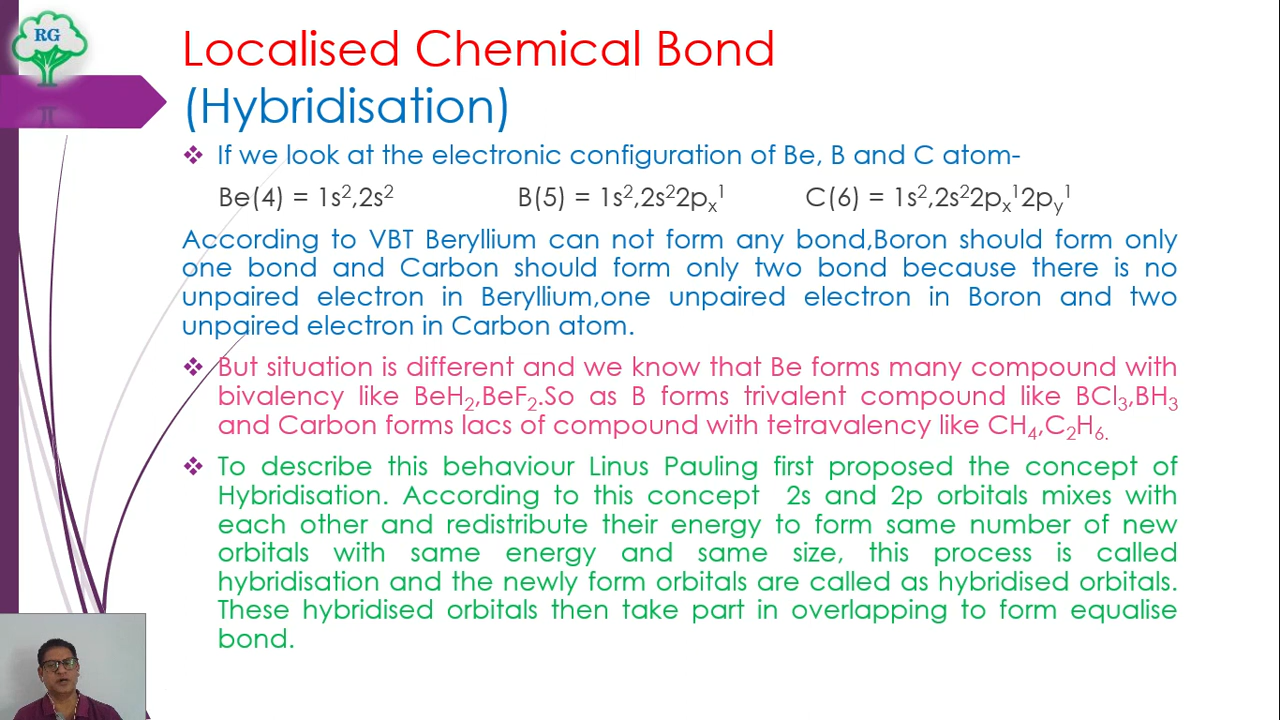 RG
Localised Chemical Bond
(Hybridisation)
❖ If we look at the electronic configuration of Be, B and C atom-
Be(4) = 1s²,2s² B(5) = 1s²,2s²2pₓ¹ C(6) = 1s²,2s²2pₓ¹2p_y¹
According to VBT Beryllium can not form any bond,Boron should form only
one bond and Carbon should form only two bond because there is no
unpaired electron in Beryllium,one unpaired electron in Boron and two
unpaired electron in Carbon atom.
❖ But situation is different and we know that Be forms many compound with
bivalency like BeH₂,BeF₂.So as B forms trivalent compound like BCl₃,BH₃
and Carbon forms lacs of compound with tetravalency like CH₄,C₂H₆.
❖ To describe this behaviour Linus Pauling first proposed the concept of
Hybridisation. According to this concept 2s and 2p orbitals mixes with
each other and redistribute their energy to form same number of new
orbitals with same energy and same size, this process is called
hybridisation and the newly form orbitals are called as hybridised orbitals.
These hybridised orbitals then take part in overlapping to form equalise
bond.